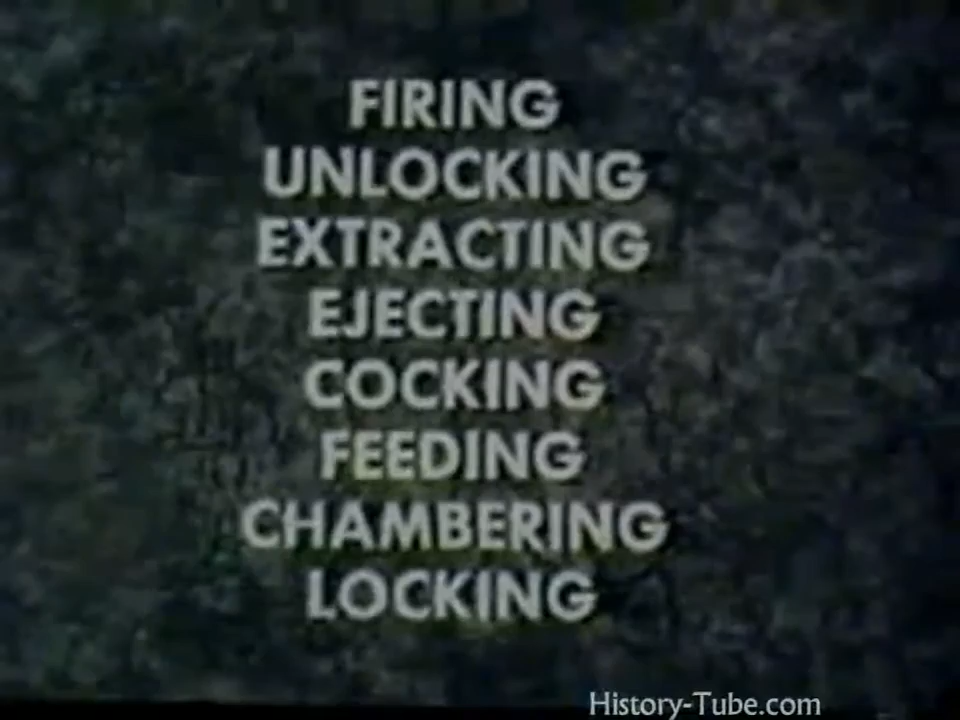 FIRING
UNLOCKING
EXTRACTING
EJECTING
COCKING
FEEDING
CHAMBERING
LOCKING
History-Tube.com